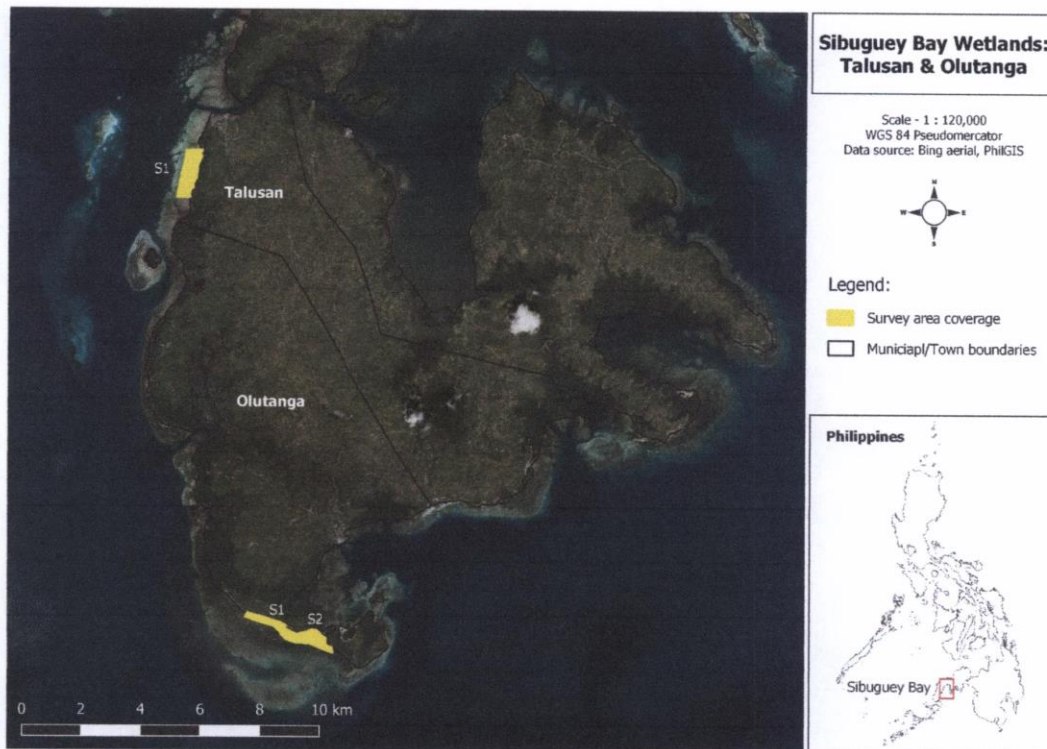 Sibuguey Bay Wetlands:
Talusan & Olutanga
Scale - 1 : 120,000
WGS 84 Pseudomercator
Data source: Bing aerial, PhilGIS
N
W E
S
Legend:
Survey area coverage
Municiapl/Town boundaries
Philippines
Sibuguey Bay
S1
Talusan
Olutanga
S1
S2
0 2 4 6 8 10 km